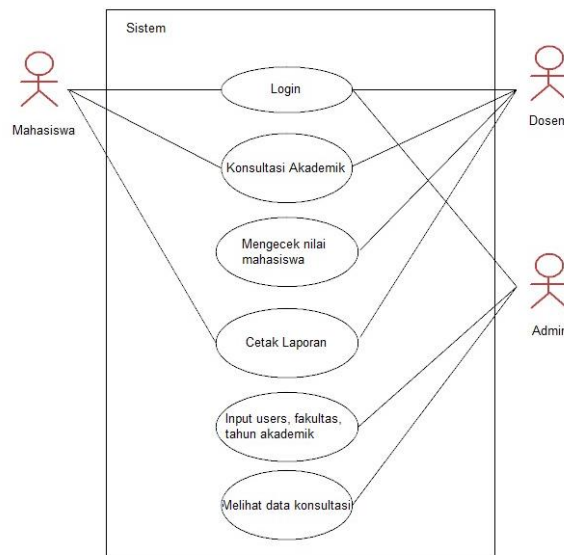 Sistem
Login
Mahasiswa
Dosen
Konsultasi Akademik
Mengecek nilai
mahasiswa
Admin
Cetak Laporan
Input users, fakultas,
tahun akademik
Melihat data konsultasi